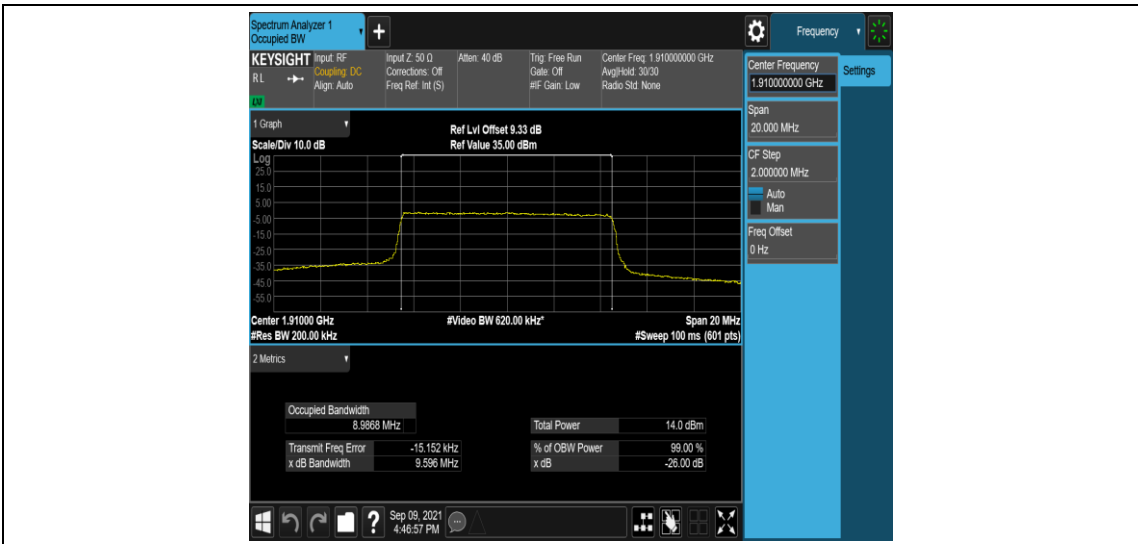 Spectrum Analyzer 1
Occupied BW
+
Frequency
KEYSIGHT Input: RF Input Z: 50 Ω Atten: 40 dB Trig: Free Run Center Freq: 1.910000000 GHz
RL Coupling: DC Corrections: Off Gate: Off Avg|Hold: 30/30
Align: Auto Freq Ref: Int (S) #IF Gain: Low Radio Std: None
LXI
Center Frequency
1.910000000 GHz
Settings
Span
20.000 MHz
CF Step
2.000000 MHz
Auto
Man
Freq Offset
0 Hz
1 Graph
Ref Lvl Offset 9.33 dB
Scale/Div 10.0 dB Ref Value 35.00 dBm
Log
25.0
15.0
5.00
-5.00
-15.0
-25.0
-35.0
-45.0
-55.0
Center 1.91000 GHz #Video BW 620.00 kHz* Span 20 MHz
#Res BW 200.00 kHz #Sweep 100 ms (601 pts)
2 Metrics
Occupied Bandwidth
8.9868 MHz
Total Power 14.0 dBm
Transmit Freq Error -15.152 kHz % of OBW Power 99.00 %
x dB Bandwidth 9.596 MHz x dB -26.00 dB
? Sep 09, 2021
4:46:57 PM